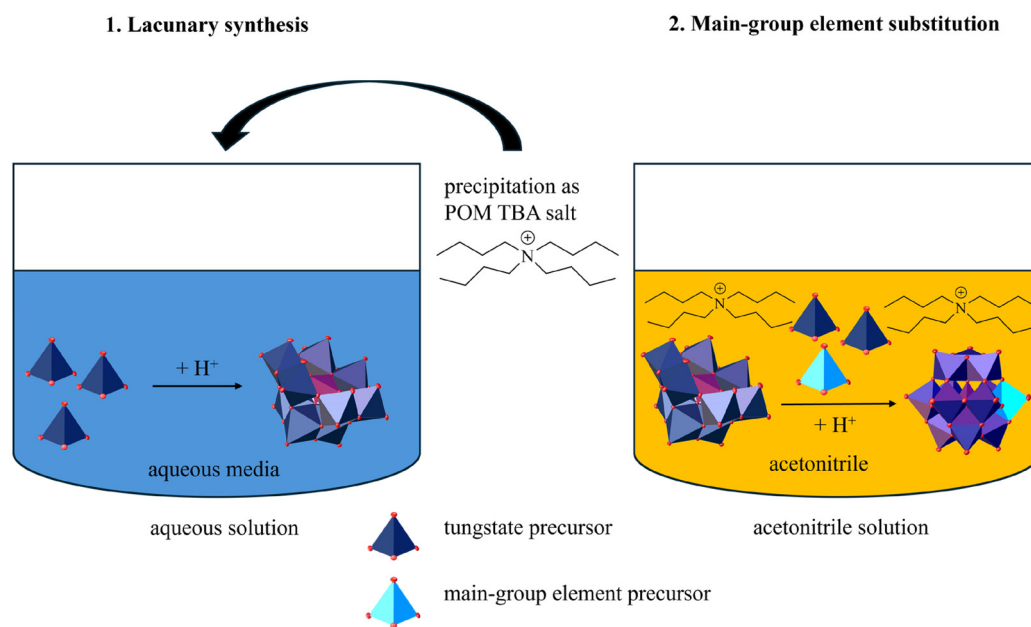 1. Lacunary synthesis
2. Main-group element substitution
precipitation as
POM TBA salt
⊕
N
+ H⁺
aqueous media
⊕
N
⊕
N
+ H⁺
acetonitrile
aqueous solution
acetonitrile solution
tungstate precursor
main-group element precursor